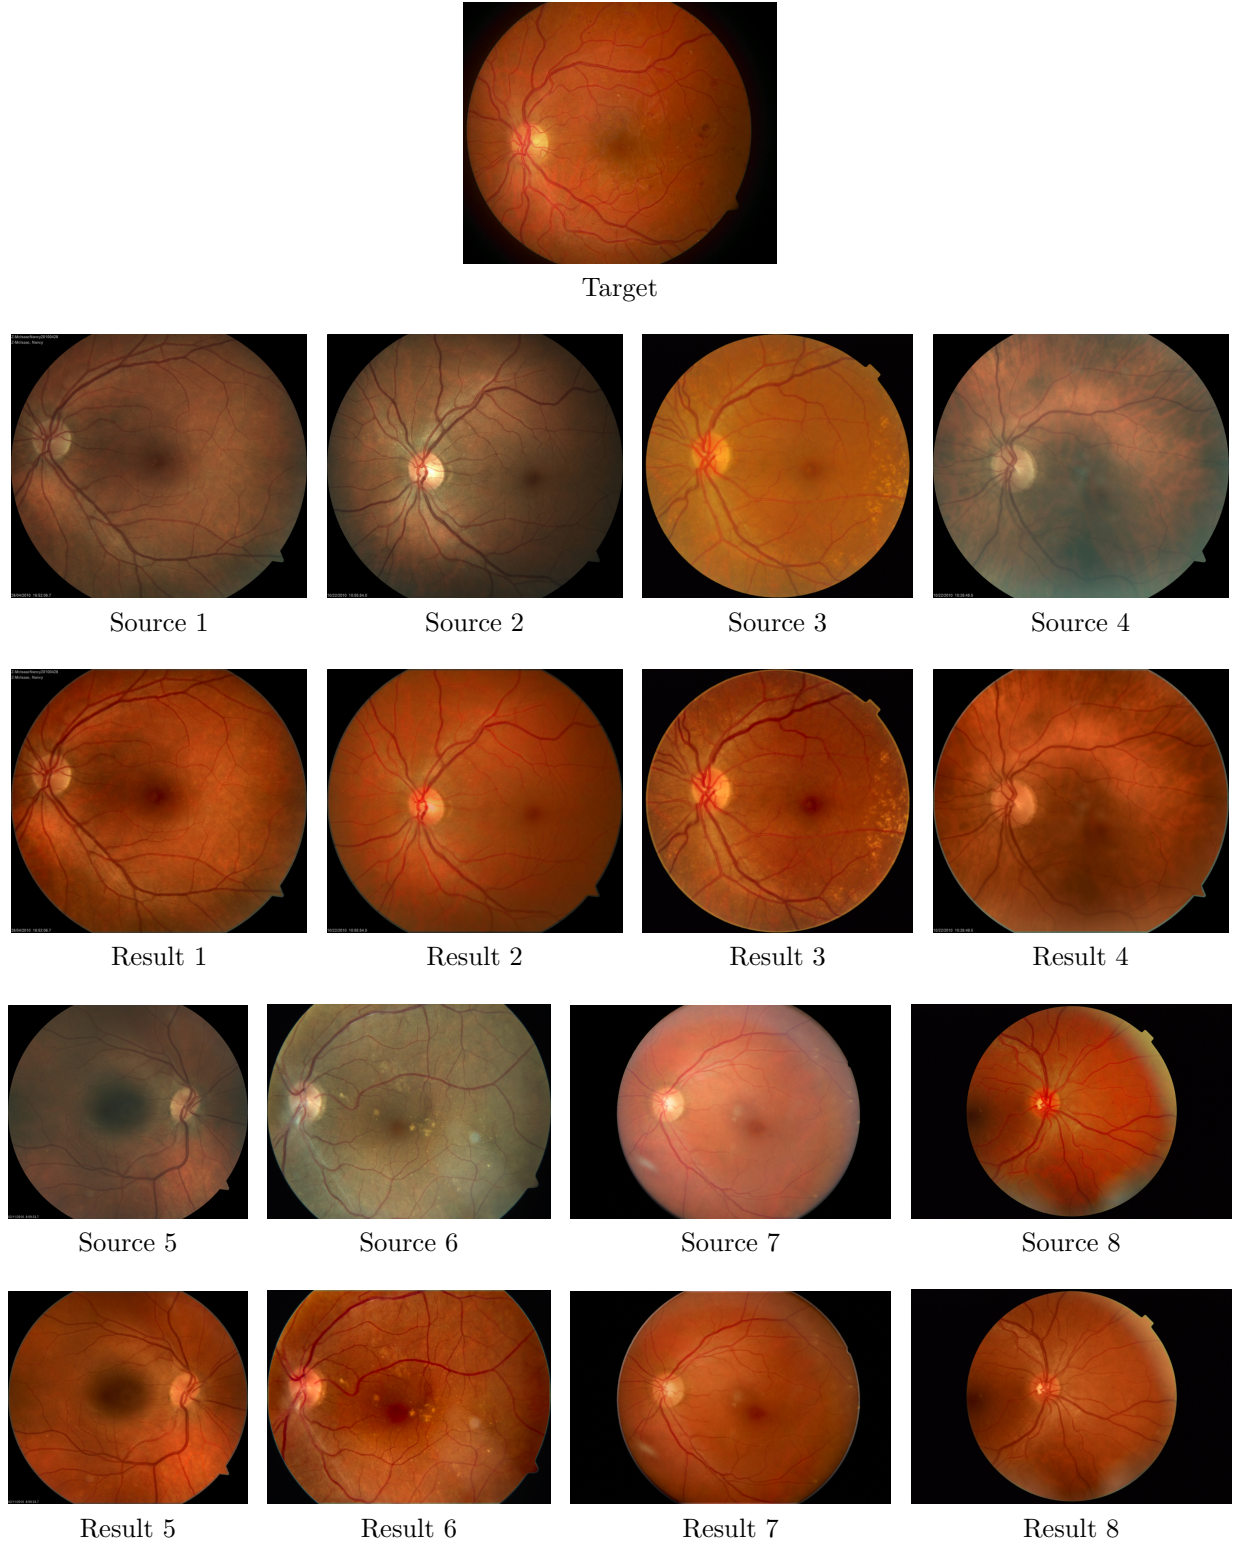 Target
Source 1
Source 2
Source 3
Source 4
Result 1
Result 2
Result 3
Result 4
Source 5
Source 6
Source 7
Source 8
Result 5
Result 6
Result 7
Result 8